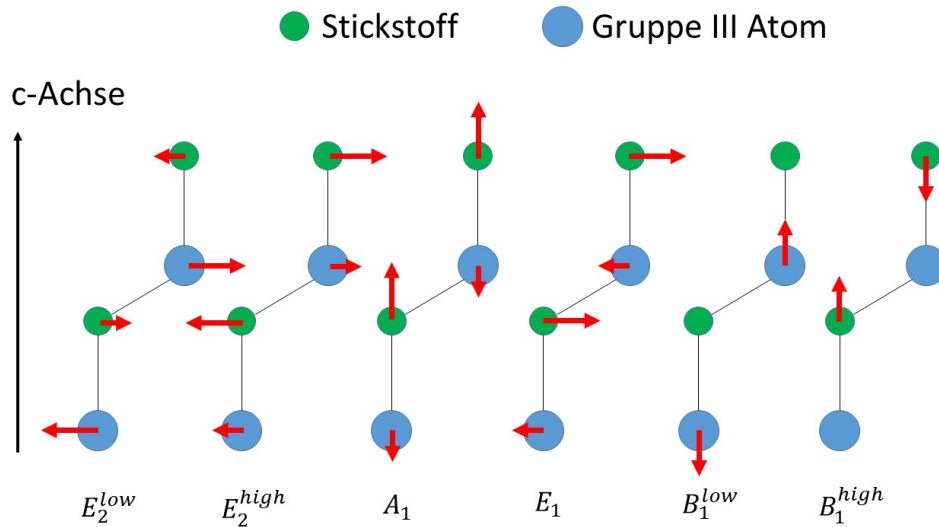 Stickstoff
Gruppe III Atom
c-Achse
E_2^{low}
E_2^{high}
A_1
E_1
B_1^{low}
B_1^{high}